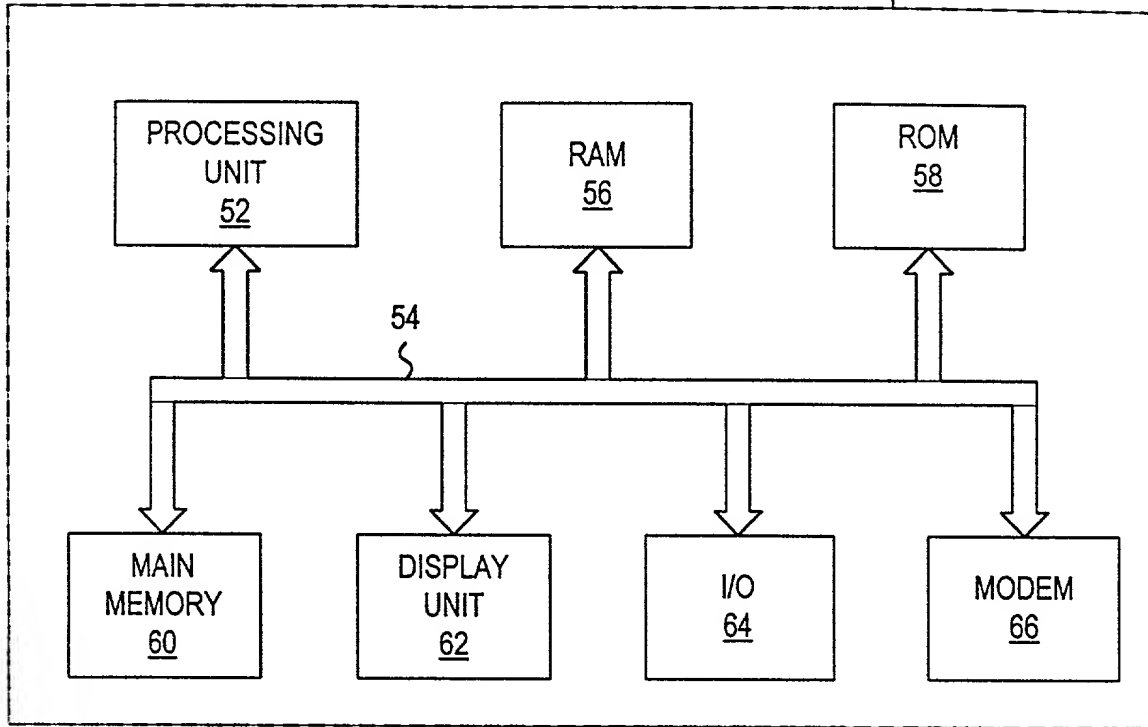 PROCESSING
UNIT
52
RAM
56
ROM
58
54
MAIN
MEMORY
60
DISPLAY
UNIT
62
I/O
64
MODEM
66